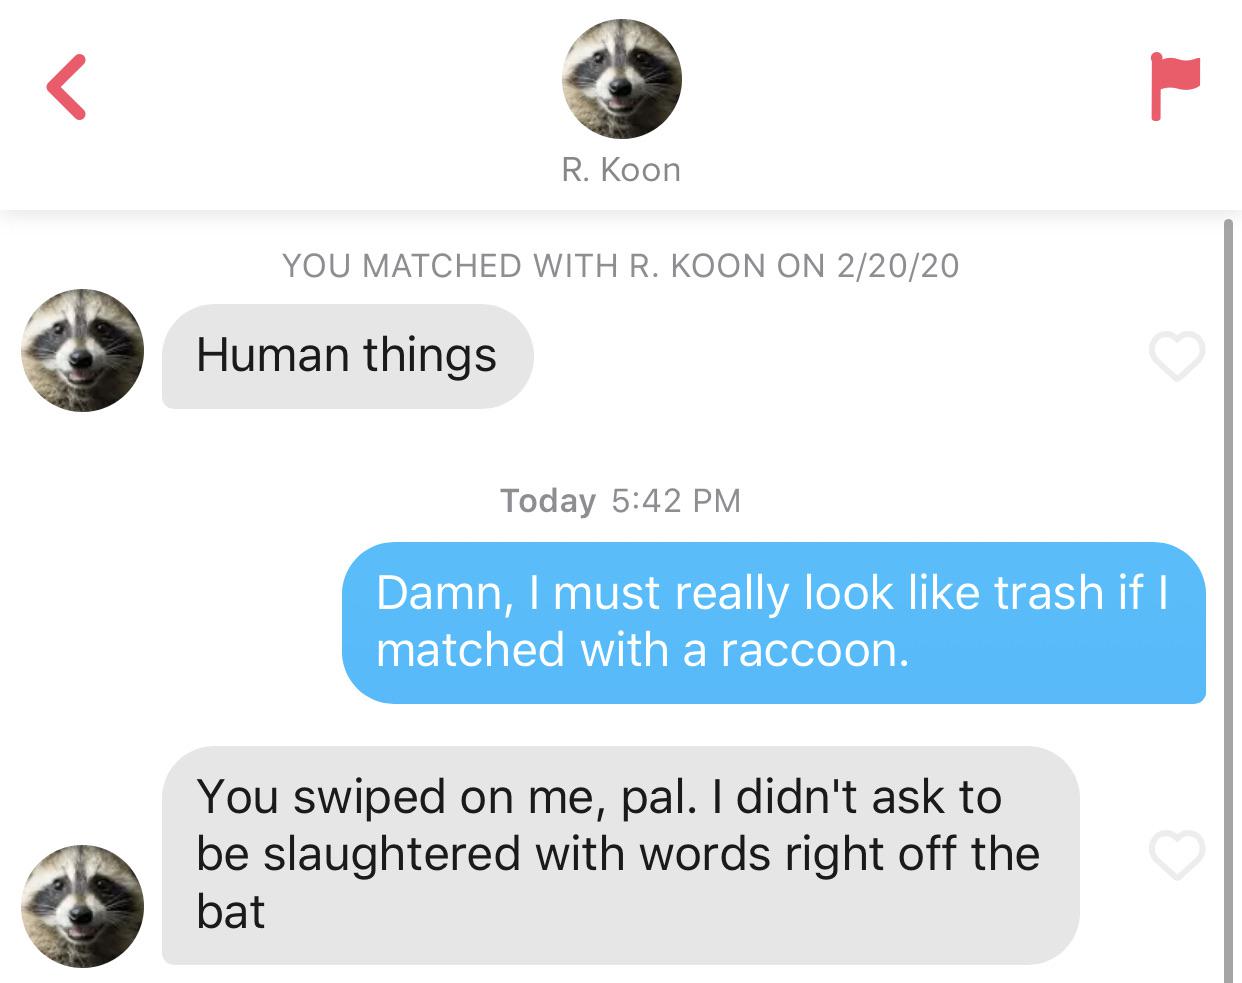 R. Koon
YOU MATCHED WITH R. KOON ON 2/20/20
Human things
Today 5:42 PM
Damn, I must really look like trash if I
matched with a raccoon.
You swiped on me, pal. I didn't ask to
be slaughtered with words right off the
bat